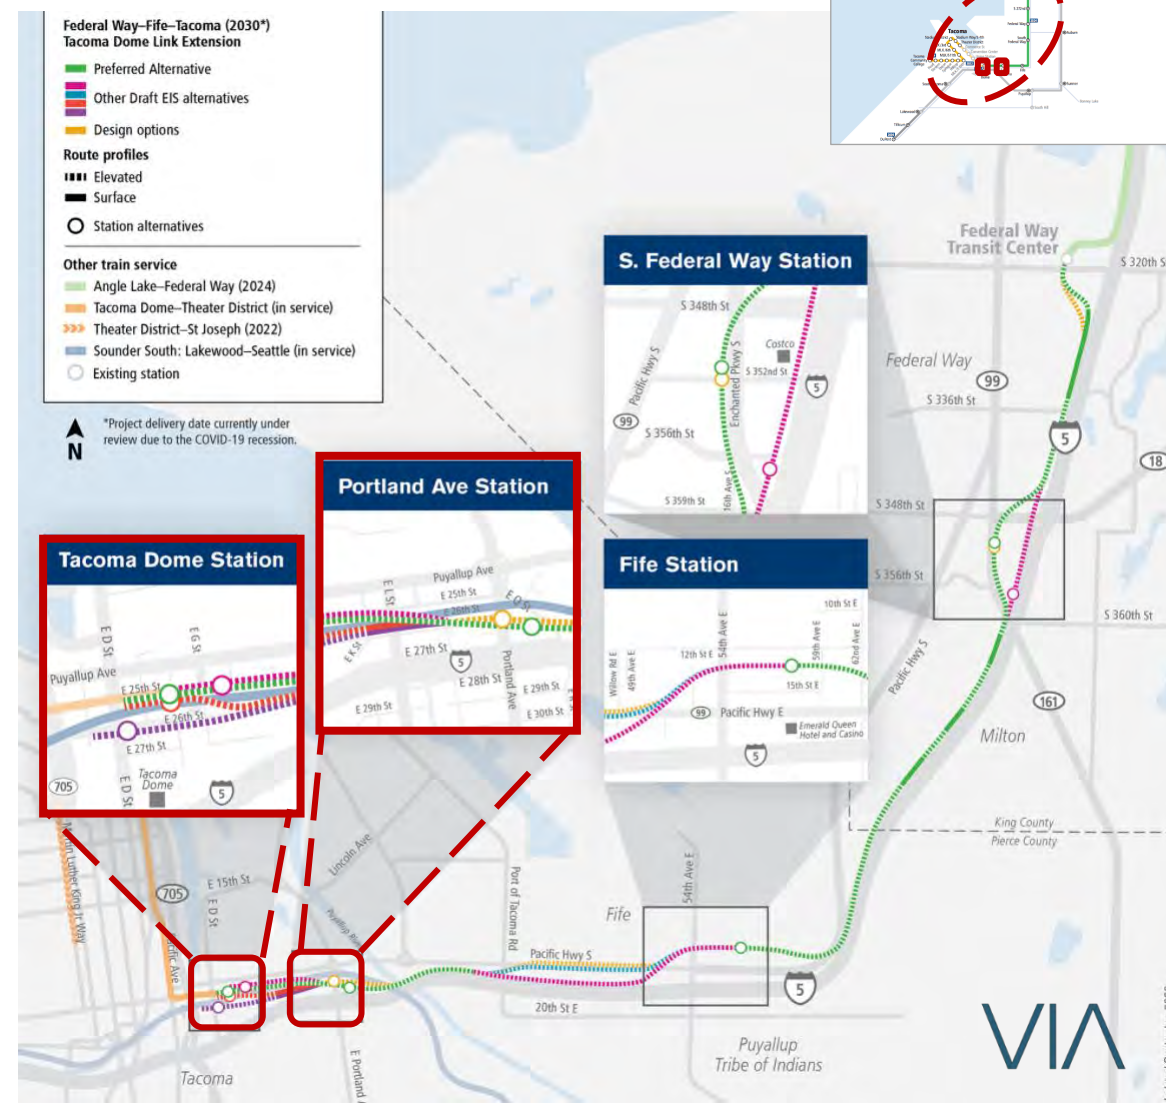 Federal Way–Fife–Tacoma (2030*)
Tacoma Dome Link Extension
Preferred Alternative
Other Draft EIS alternatives
Design options
Route profiles
Elevated
Surface
Station alternatives
Other train service
Angle Lake–Federal Way (2024)
Tacoma Dome–Theater District (in service)
Theater District–St Joseph (2022)
Sounder South: Lakewood–Seattle (in service)
Existing station
N
*Project delivery date currently under
review due to the COVID-19 recession.
Tacoma
Federal Way
Transit Center
S 320th S
Federal Way
99
S 336th St
5
18
S 348th St
S 356th St
S 360th St
Pacific Hwy S
161
Milton
King County
Pierce County
S. Federal Way Station
S 348th St
Pacific Hwy S
Enchanted Pkwy S
Costco
S 352nd St
5
99
S 356th St
16th Ave S
S 359th St
Portland Ave Station
Puyallup Ave
E L St
E 25th St
E 26th St
E Q St
E K St
E 27th St
5
E 28th St
Portland Ave
E 29th St
E 29th St
E 30th St
Tacoma Dome Station
E D St
E G St
Puyallup Ave
E 25th St
E 26th St
E 27th St
E D St
Tacoma
Dome
705
5
Fife Station
10th St E
54th Ave E
59th Ave E
62nd Ave E
12th St E
Willow Rd E
49th Ave E
15th St E
99
Pacific Hwy E
Emerald Queen
Hotel and Casino
5
Martin Luther King Jr Way
705
E 15th St
E D St
Pacific Ave
Lincoln Ave
Port of Tacoma Rd
54th Ave E
Fife
Pacific Hwy S
20th St E
5
E Portland A
Tacoma
Puyallup
Tribe of Indians
VIA